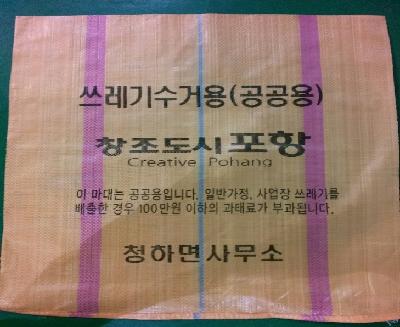 쓰레기수거용(공공용)
창조도시포항
Creative Pohang
이 마대는 공공용입니다. 일반가정, 사업장 쓰레기를
배출한 경우 100만원 이하의 과태료가 부과됩니다.
청하면사무소